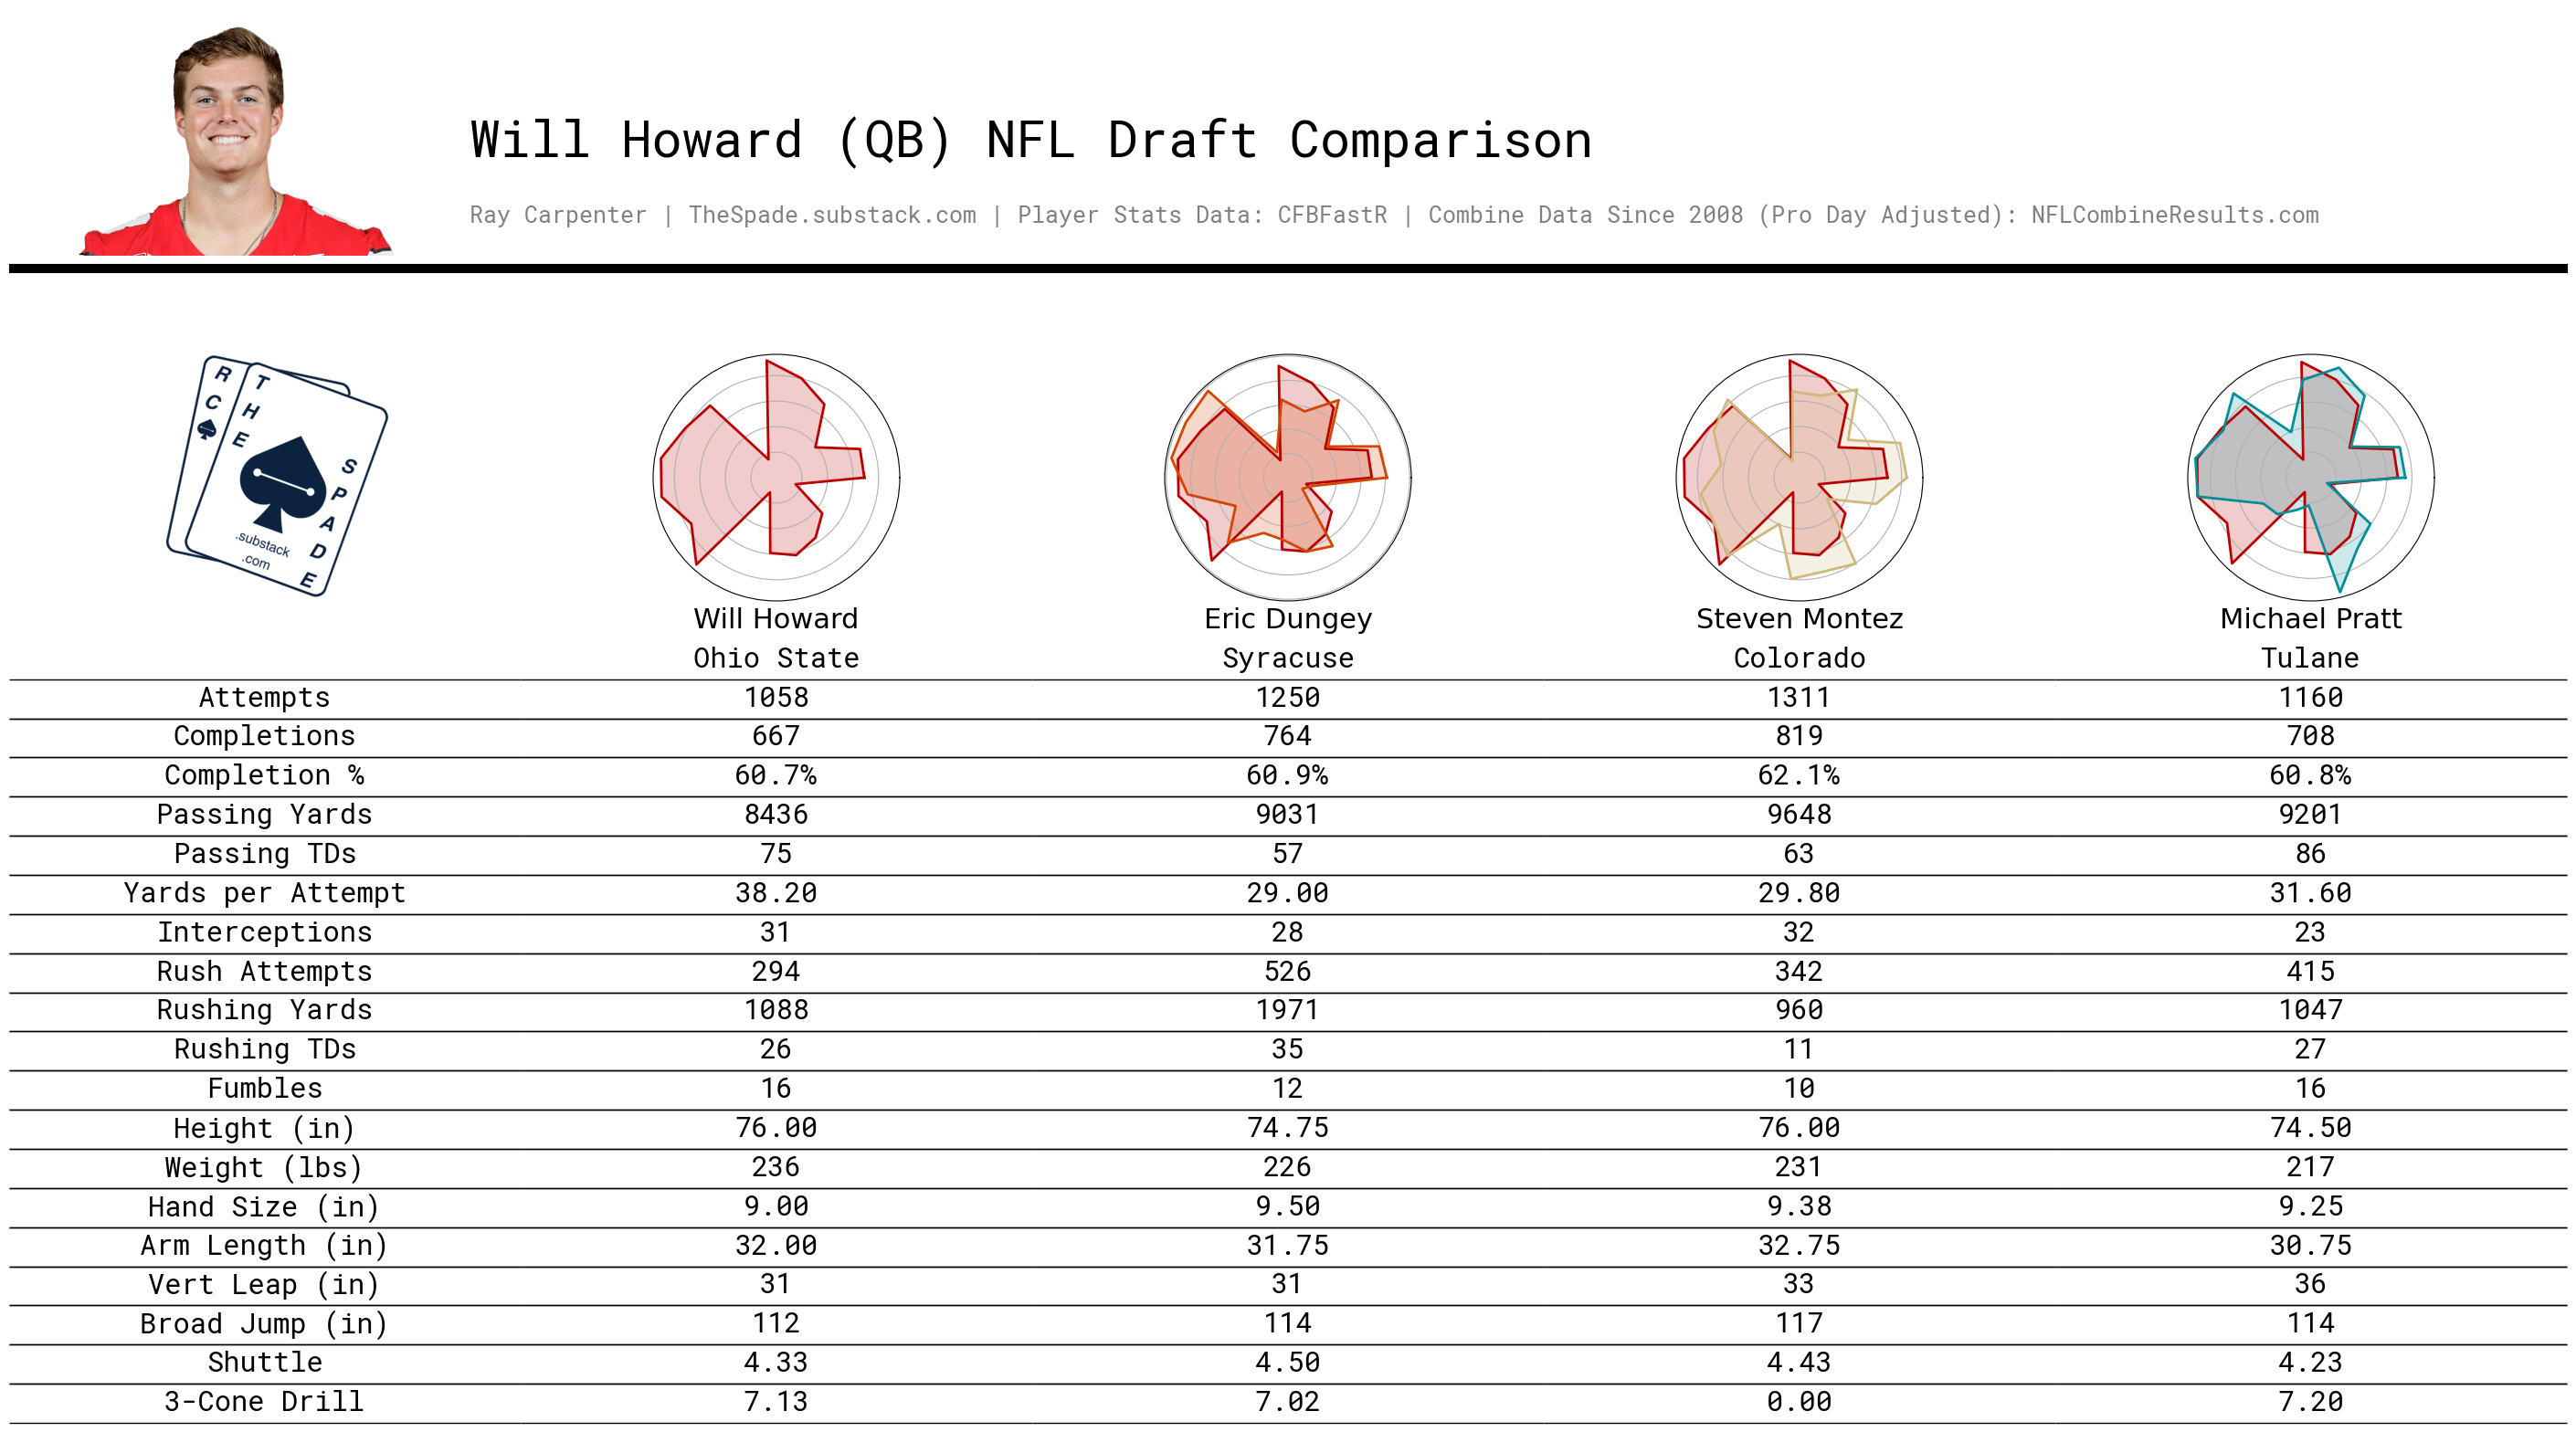 Will Howard (QB) NFL Draft Comparison
Ray Carpenter | TheSpade.substack.com | Player Stats Data: CFBFastR | Combine Data Since 2008 (Pro Day Adjusted): NFLCombineResults.com
RC
THE
SPADE
.substack
.com
Will Howard Eric Dungey Steven Montez Michael Pratt
Ohio State Syracuse Colorado Tulane
Attempts 1058 1250 1311 1160
Completions 667 764 819 708
Completion % 60.7% 60.9% 62.1% 60.8%
Passing Yards 8436 9031 9648 9201
Passing TDs 75 57 63 86
Yards per Attempt 38.20 29.00 29.80 31.60
Interceptions 31 28 32 23
Rush Attempts 294 526 342 415
Rushing Yards 1088 1971 960 1047
Rushing TDs 26 35 11 27
Fumbles 16 12 10 16
Height (in) 76.00 74.75 76.00 74.50
Weight (lbs) 236 226 231 217
Hand Size (in) 9.00 9.50 9.38 9.25
Arm Length (in) 32.00 31.75 32.75 30.75
Vert Leap (in) 31 31 33 36
Broad Jump (in) 112 114 117 114
Shuttle 4.33 4.50 4.43 4.23
3-Cone Drill 7.13 7.02 0.00 7.20